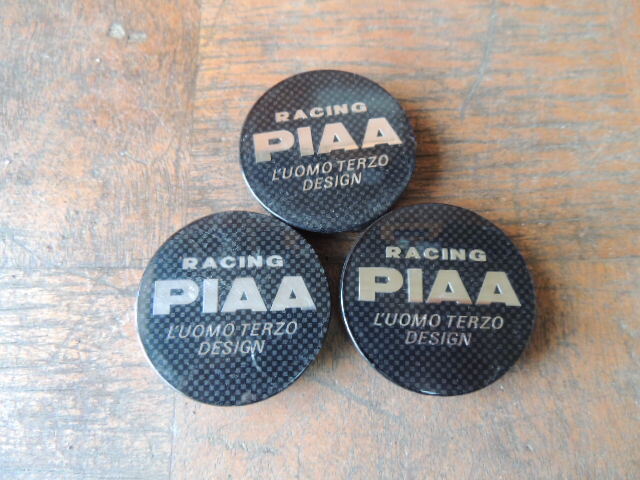 RACING
PIAA
L'UOMO TERZO
DESIGN
RACING
PIAA
L'UOMO TERZO
DESIGN
RACING
PIAA
L'UOMO TERZO
DESIGN